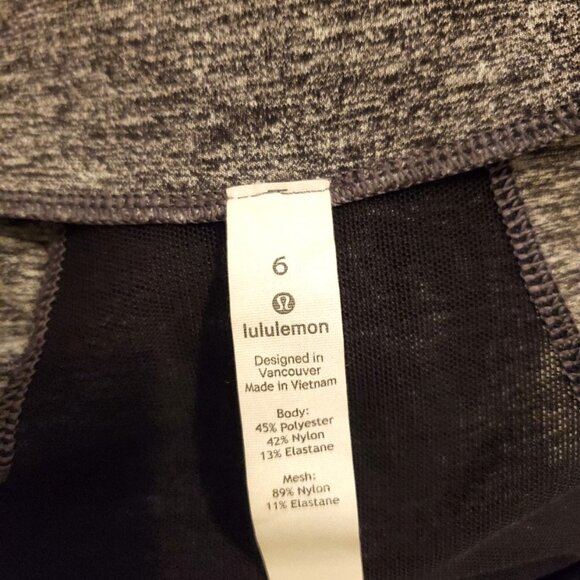 6
lululemon
Designed in
Vancouver
Made in Vietnam
Body:
45% Polyester
42% Nylon
13% Elastane
Mesh:
89% Nylon
11% Elastane